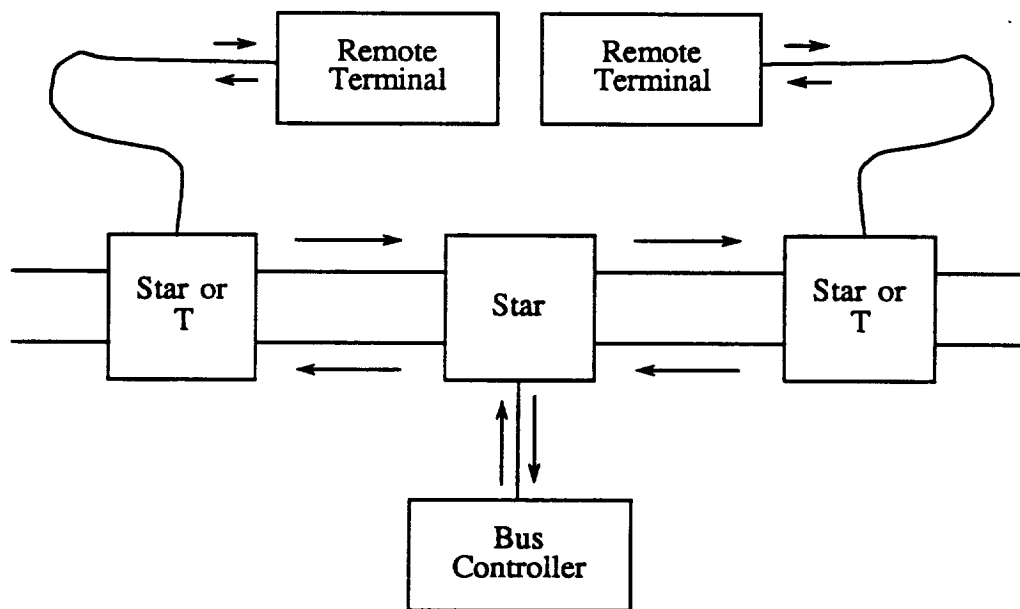 Remote
Terminal
Remote
Terminal
Star or
T
Star
Star or
T
Bus
Controller